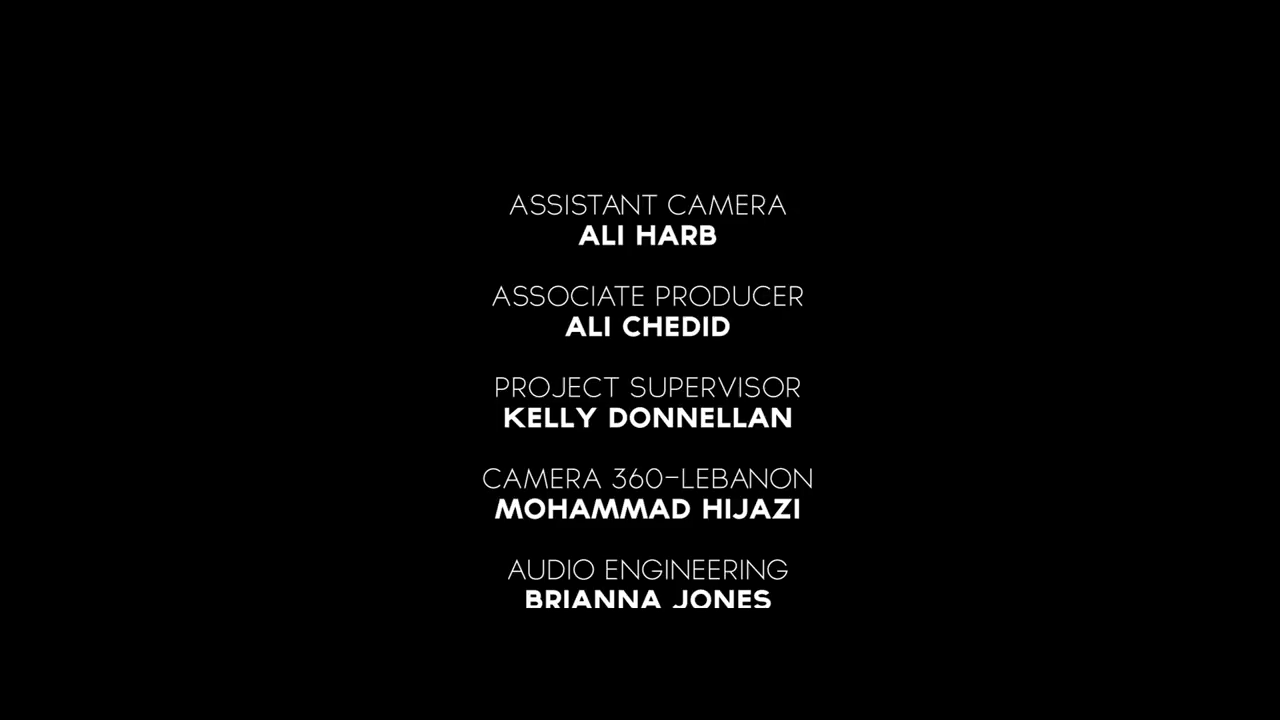 ASSISTANT CAMERA
ALI HARB
ASSOCIATE PRODUCER
ALI CHEDID
PROJECT SUPERVISOR
KELLY DONNELLAN
CAMERA 360-LEBANON
MOHAMMAD HIJAZI
AUDIO ENGINEERING
BRIANNA JONES